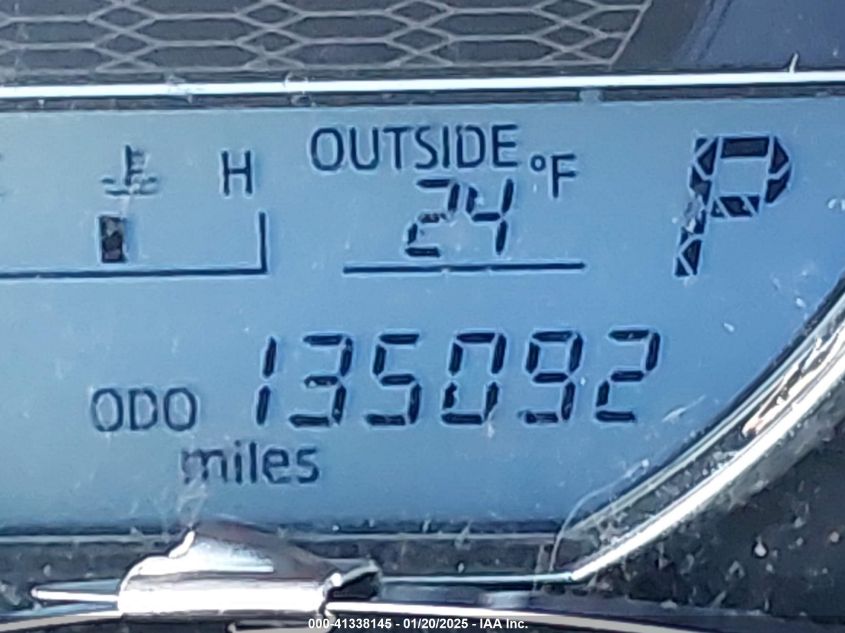 OUTSIDE
H
24 °F
P
ODO 135092
miles
000-41338145 - 01/20/2025 - IAA Inc.